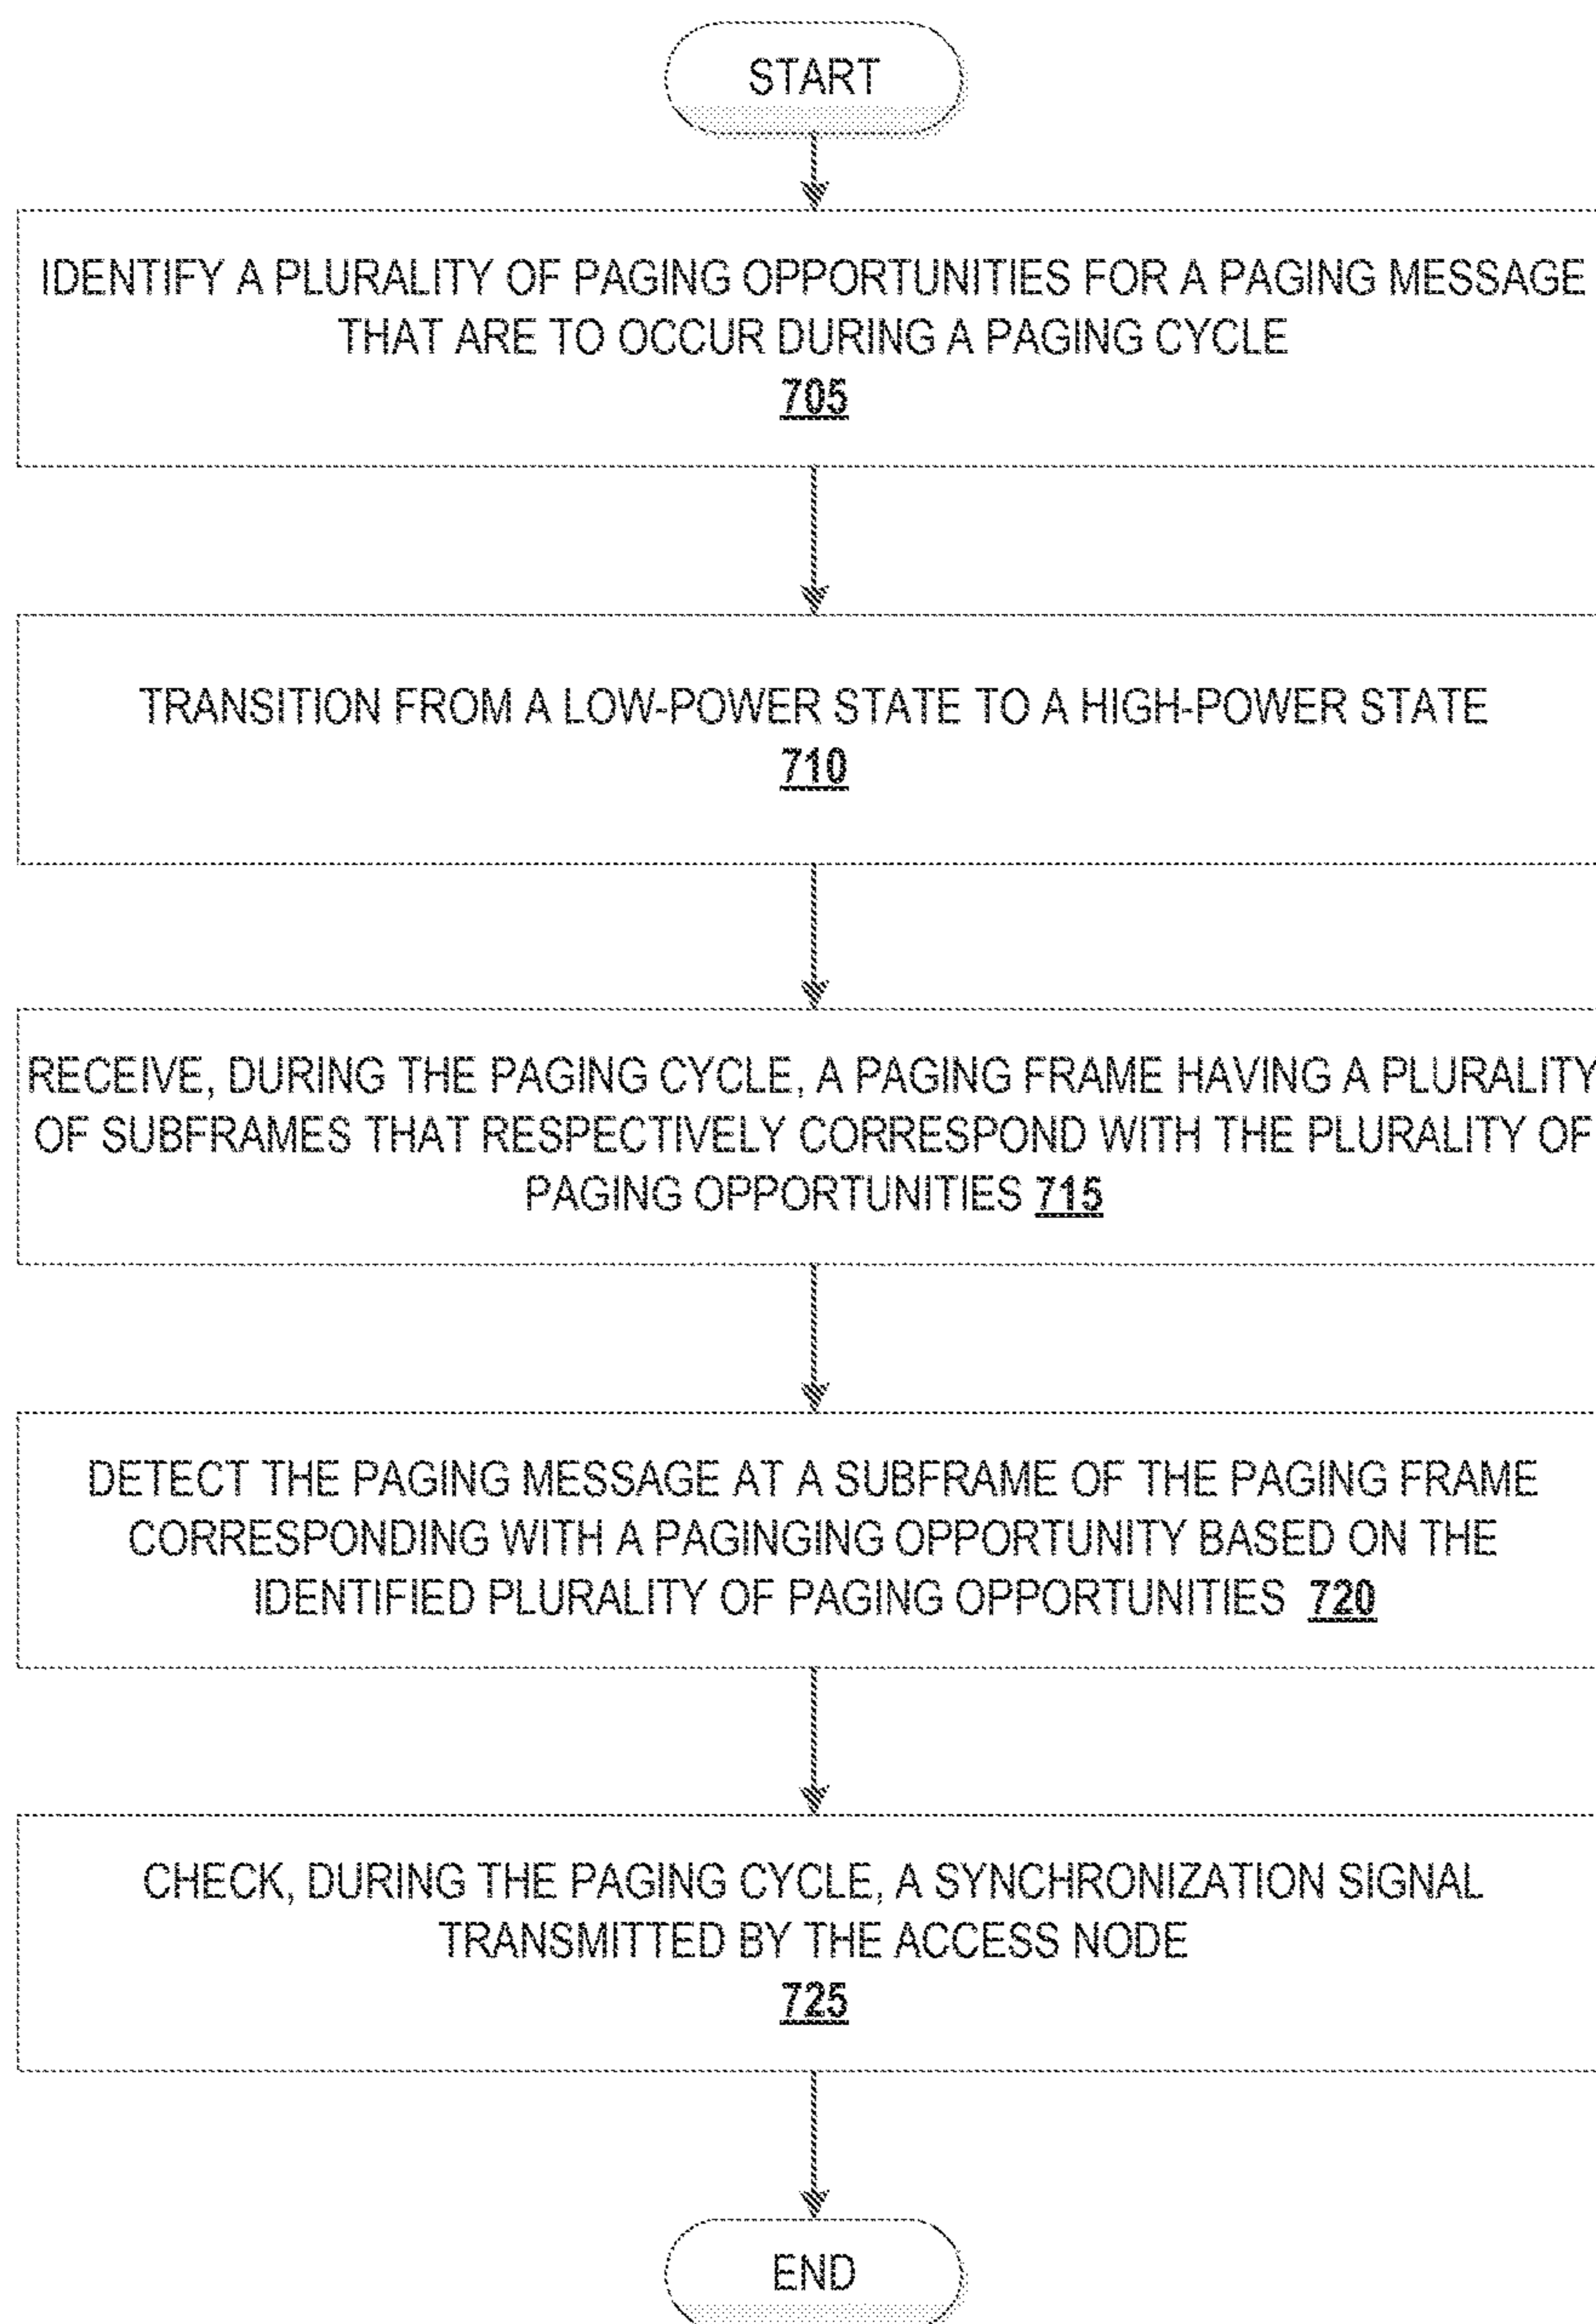 START
IDENTIFY A PLURALITY OF PAGING OPPORTUNITIES FOR A PAGING MESSAGE
THAT ARE TO OCCUR DURING A PAGING CYCLE
705
TRANSITION FROM A LOW-POWER STATE TO A HIGH-POWER STATE
710
RECEIVE, DURING THE PAGING CYCLE, A PAGING FRAME HAVING A PLURALITY
OF SUBFRAMES THAT RESPECTIVELY CORRESPOND WITH THE PLURALITY OF
PAGING OPPORTUNITIES 715
DETECT THE PAGING MESSAGE AT A SUBFRAME OF THE PAGING FRAME
CORRESPONDING WITH A PAGINGING OPPORTUNITY BASED ON THE
IDENTIFIED PLURALITY OF PAGING OPPORTUNITIES 720
CHECK, DURING THE PAGING CYCLE, A SYNCHRONIZATION SIGNAL
TRANSMITTED BY THE ACCESS NODE
725
END